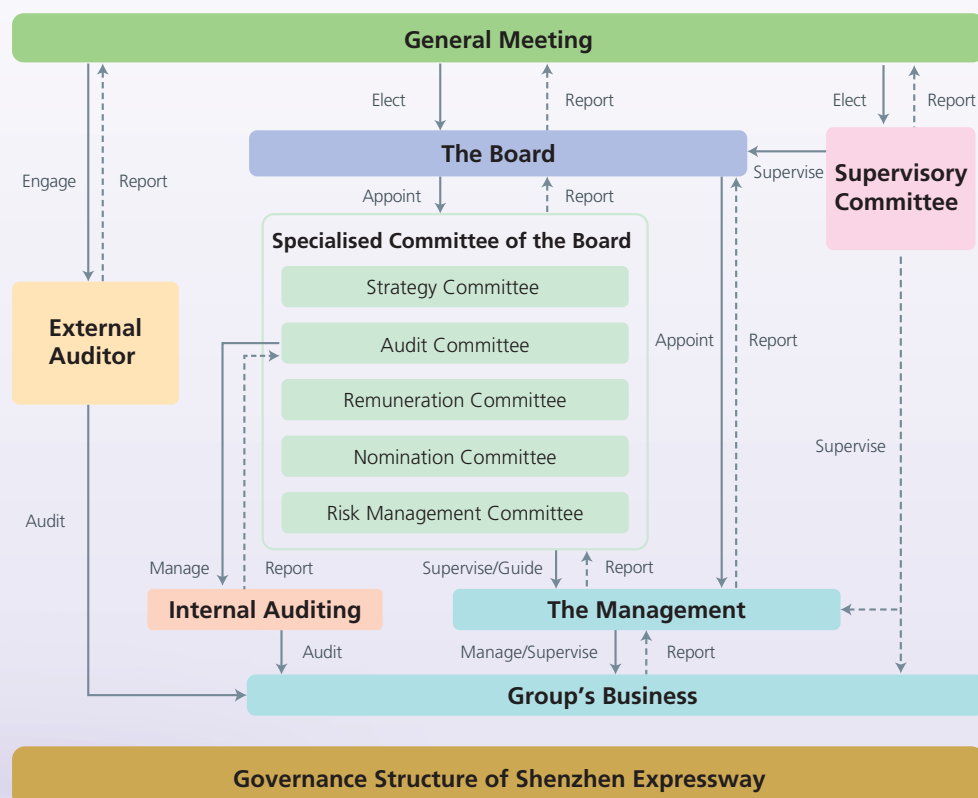 General Meeting
Elect
Report
Elect
Report
The Board
Engage
Report
Supervise
Supervisory
Committee
Appoint
Report
Specialised Committee of the Board
Strategy Committee
External
Auditor
Audit Committee
Appoint
Report
Remuneration Committee
Nomination Committee
Supervise
Risk Management Committee
Audit
Manage
Report
Supervise/Guide
Report
Internal Auditing
The Management
Audit
Manage/Supervise
Report
Group's Business
Governance Structure of Shenzhen Expressway